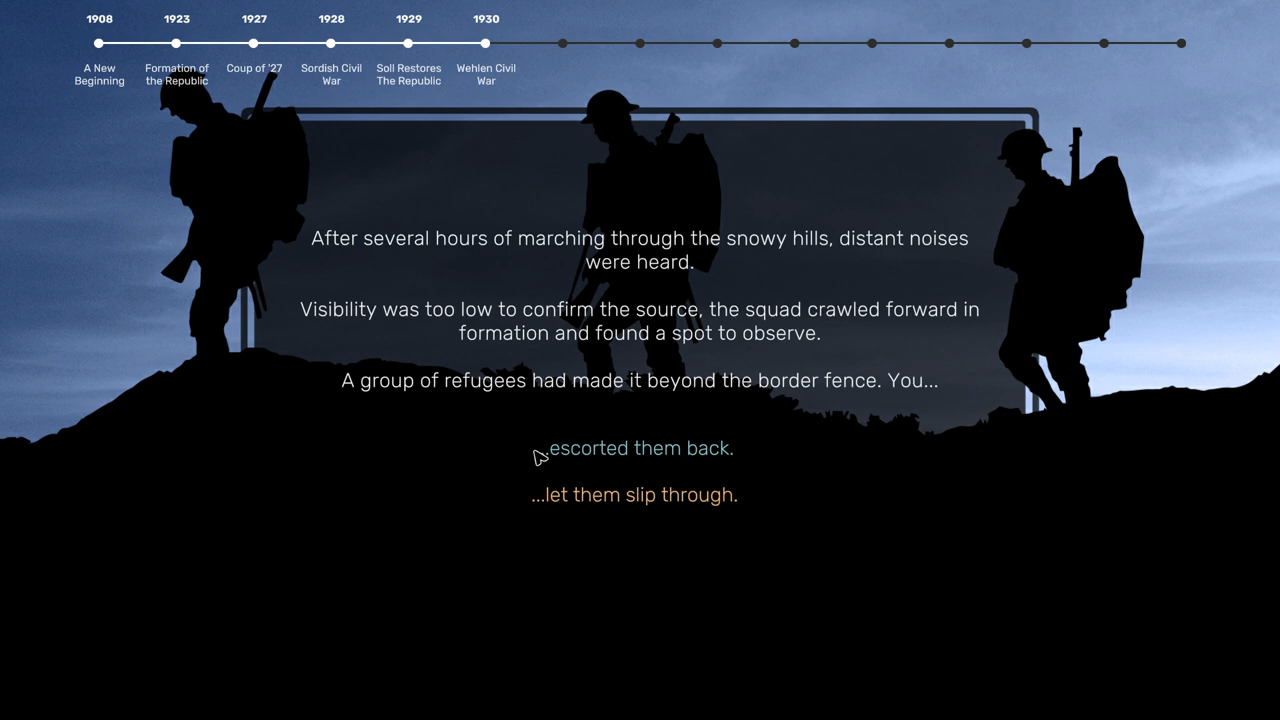 1908
1923
1927
1928
1929
1930
A New
Beginning
Formation of
the Republic
Coup of '27
Sordish Civil
War
Soll Restores
The Republic
Wehlen Civil
War
After several hours of marching through the snowy hills, distant noises
were heard.
Visibility was too low to confirm the source, the squad crawled forward in
formation and found a spot to observe.
A group of refugees had made it beyond the border fence. You...
...escorted them back.
...let them slip through.